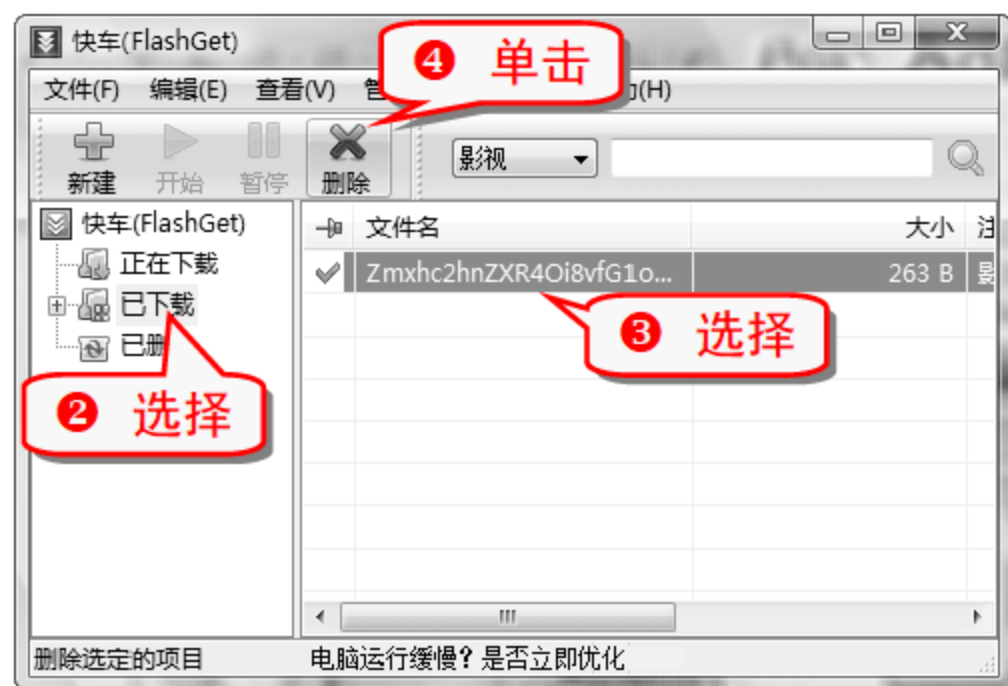 快车(FlashGet)
❹ 单击
文件(F) 编辑(E) 查看(V)
(H)
新建 开始 暂停 删除
影视
快车(FlashGet)
正在下载
已下载
已删
❷ 选择
文件名 大小 注
Zmxhc2hnZXR4Oi8vfG1o... 263 B
❸ 选择
删除选定的项目
电脑运行缓慢?是否立即优化